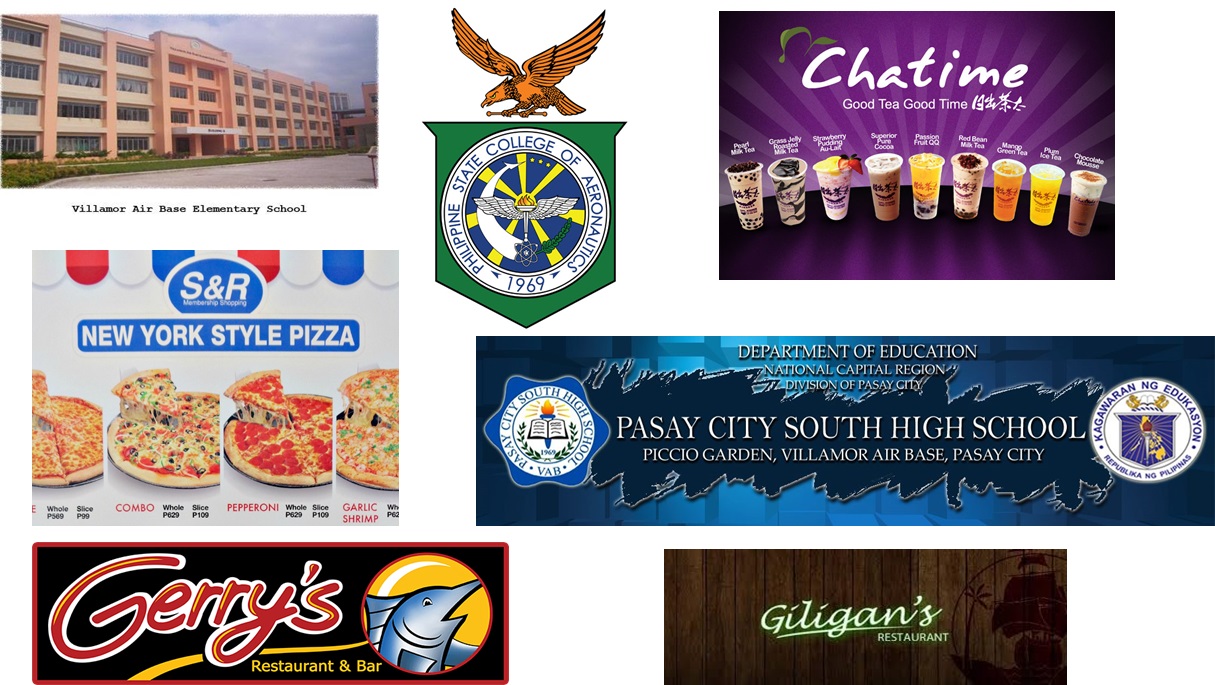 Villamor Air Base Elementary School
PHILIPPINE STATE COLLEGE OF AERONAUTICS
1969
Chatime
Good Tea Good Time 日出茶太
Pearl
Milk Tea
Grass Jelly
Roasted
Milk Tea
Strawberry
Pudding
Au-Lait
Superior
Pure
Cocoa
Passion
Fruit QQ
Red Bean
Milk Tea
Mango
Green Tea
Plum
Ice Tea
Chocolate
Mousse
S&R
Membership Shopping
NEW YORK STYLE PIZZA
E Whole P569 Slice P99
COMBO Whole P629 Slice P109
PEPPERONI Whole P629 Slice P109
GARLIC
SHRIMP
DEPARTMENT OF EDUCATION
NATIONAL CAPITAL REGION
DIVISION OF PASAY CITY
PASAY CITY SOUTH HIGH SCHOOL
PICCIO GARDEN, VILLAMOR AIR BASE, PASAY CITY
PASAY CITY SOUTH HIGH SCHOOL
1969
VAB
KAGAWARAN NG EDUKASYON
REPUBLIKA NG PILIPINAS
Gerry's
Restaurant & Bar
Giligan's
RESTAURANT